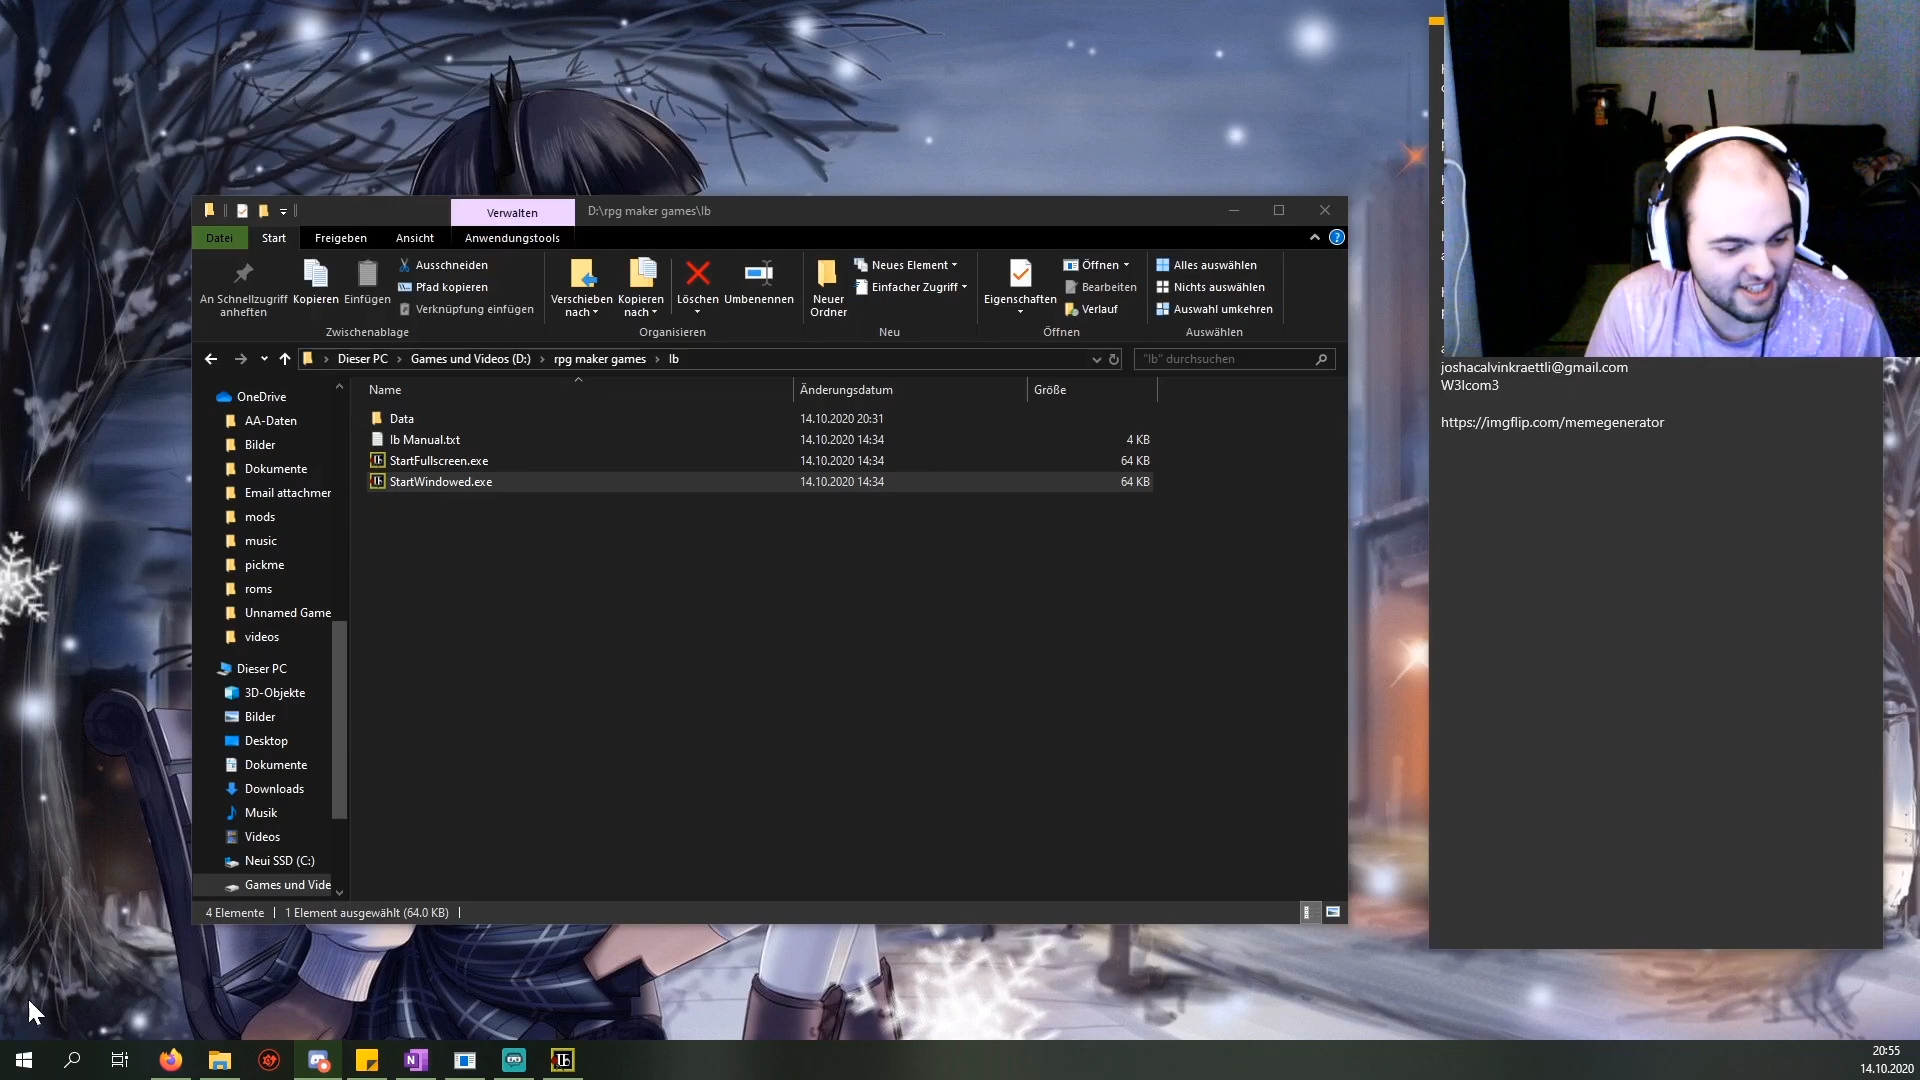 Verwalten
D:\rpg maker games\Ib
Datei
Start
Freigeben
Ansicht
Anwendungstools
An Schnellzugriff anheften
Kopieren
Einfügen
Ausschneiden
Pfad kopieren
Verknüpfung einfügen
Zwischenablage
Verschieben nach
Kopieren nach
Löschen
Umbenennen
Organisieren
Neuer Ordner
Neues Element
Einfacher Zugriff
Neu
Eigenschaften
Öffnen
Bearbeiten
Verlauf
Öffnen
Alles auswählen
Nichts auswählen
Auswahl umkehren
Auswählen
Dieser PC
Games und Videos (D:)
rpg maker games
Ib
"Ib" durchsuchen
Name
Änderungsdatum
Größe
Data 14.10.2020 20:31
Ib Manual.txt 14.10.2020 14:34 4 KB
StartFullscreen.exe 14.10.2020 14:34 64 KB
StartWindowed.exe 14.10.2020 14:34 64 KB
OneDrive
AA-Daten
Bilder
Dokumente
Email attachmer
mods
music
pickme
roms
Unnamed Game
videos
Dieser PC
3D-Objekte
Bilder
Desktop
Dokumente
Downloads
Musik
Videos
Neui SSD (C:)
Games und Vide
4 Elemente
1 Element ausgewählt (64.0 KB)
joshacalvinkraettli@gmail.com
W3lcom3
https://imgflip.com/memegenerator
20:55
14.10.2020